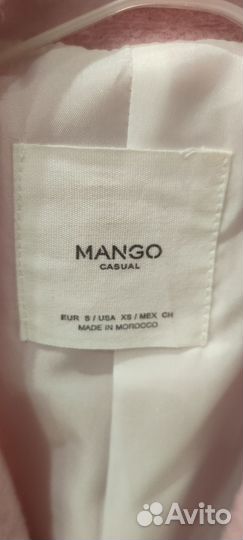 MANGO
CASUAL
EUR S / USA XS / MEX CH
MADE IN MOROCCO
Avito